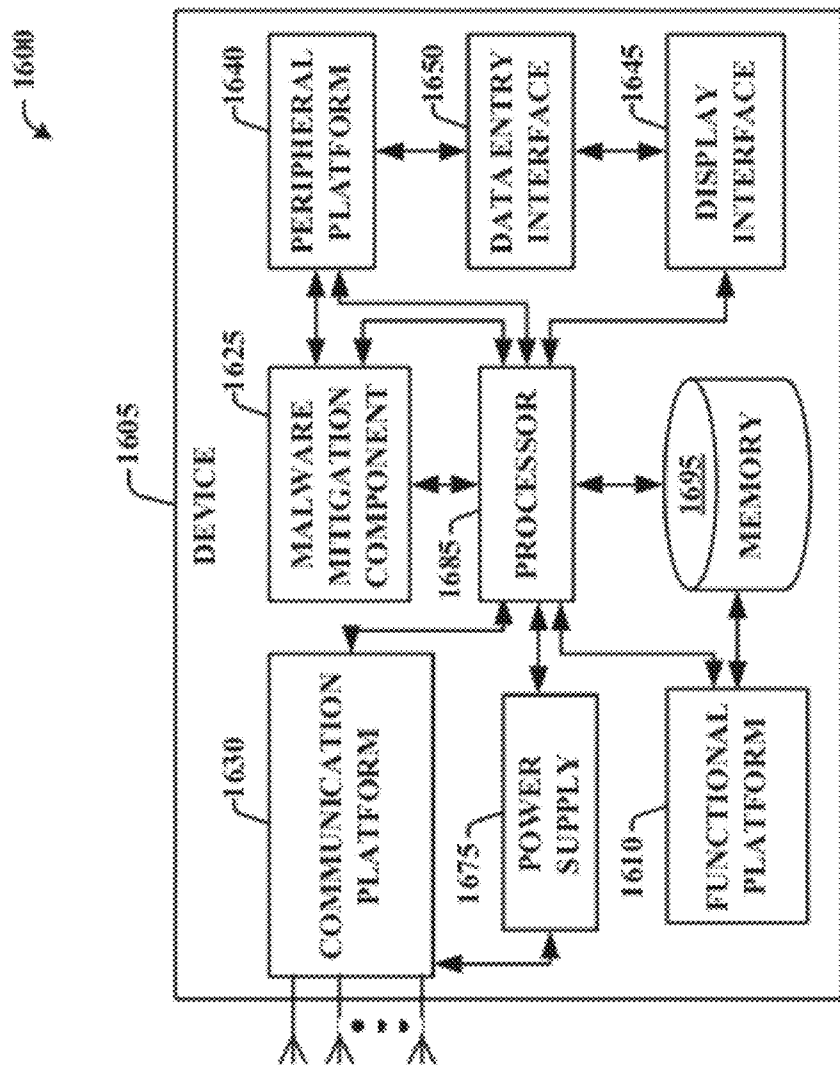 1600
1605
DEVICE
1630
COMMUNICATION
PLATFORM
1625
MALWARE
MITIGATION
COMPONENT
1640
PERIPHERAL
PLATFORM
1675
POWER
SUPPLY
1685
PROCESSOR
1650
DATA ENTRY
INTERFACE
1610
FUNCTIONAL
PLATFORM
1695
MEMORY
1645
DISPLAY
INTERFACE